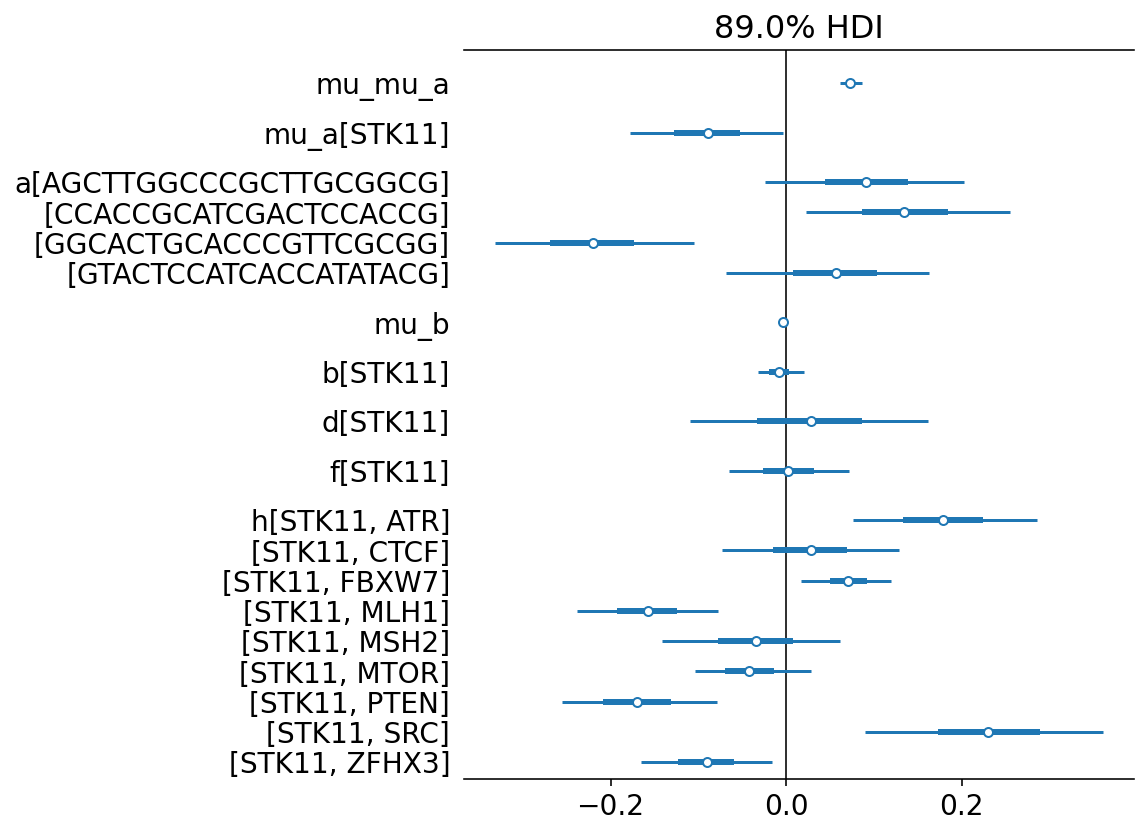 89.0% HDI
mu_mu_a
mu_a[STK11]
a[AGCTTGGCCCGCTTGCGGCG]
[CCACCGCATCGACTCCACCG]
[GGCACTGCACCCGTTCGCGG]
[GTACTCCATCACCATATACG]
mu_b
b[STK11]
d[STK11]
f[STK11]
h[STK11, ATR]
[STK11, CTCF]
[STK11, FBXW7]
[STK11, MLH1]
[STK11, MSH2]
[STK11, MTOR]
[STK11, PTEN]
[STK11, SRC]
[STK11, ZFHX3]
−0.2 0.0 0.2